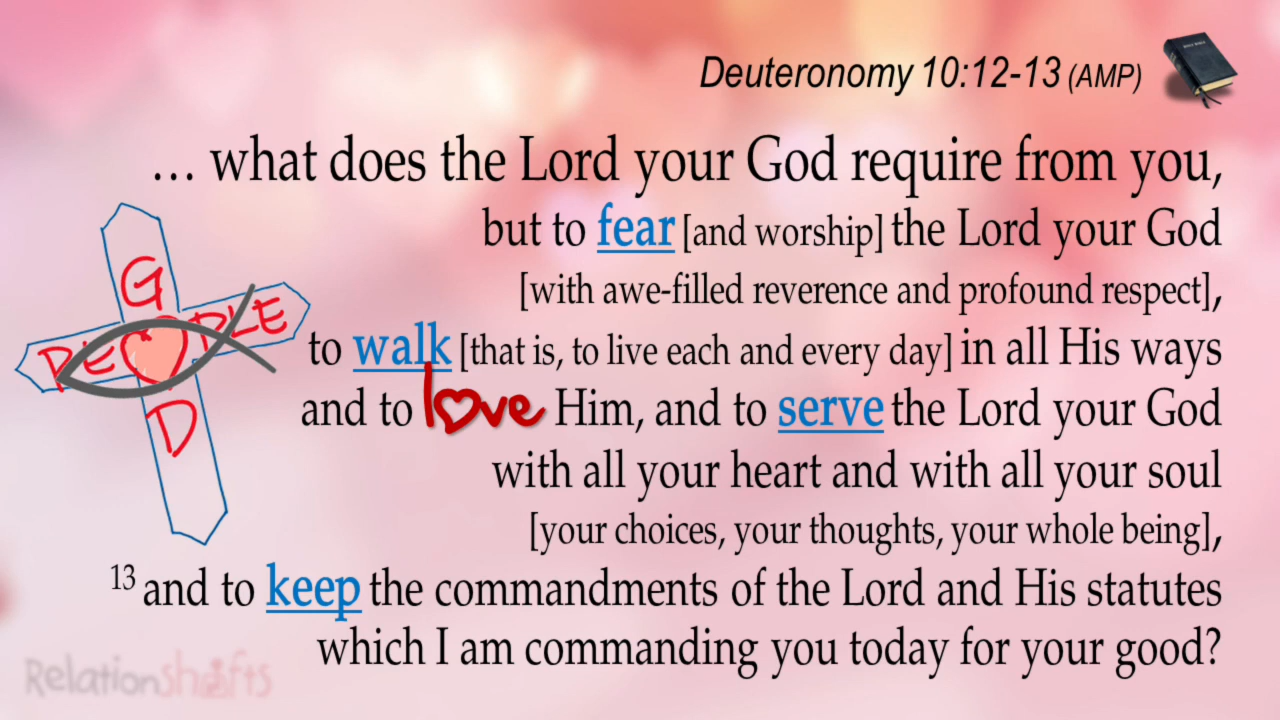 Deuteronomy 10:12-13 (AMP)
HOLY BIBLE
… what does the Lord your God require from you,
but to fear [and worship] the Lord your God
[with awe-filled reverence and profound respect],
to walk [that is, to live each and every day] in all His ways
and to love Him, and to serve the Lord your God
with all your heart and with all your soul
[your choices, your thoughts, your whole being],
13 and to keep the commandments of the Lord and His statutes
which I am commanding you today for your good?
G
PE PLE
D
RelationShifts